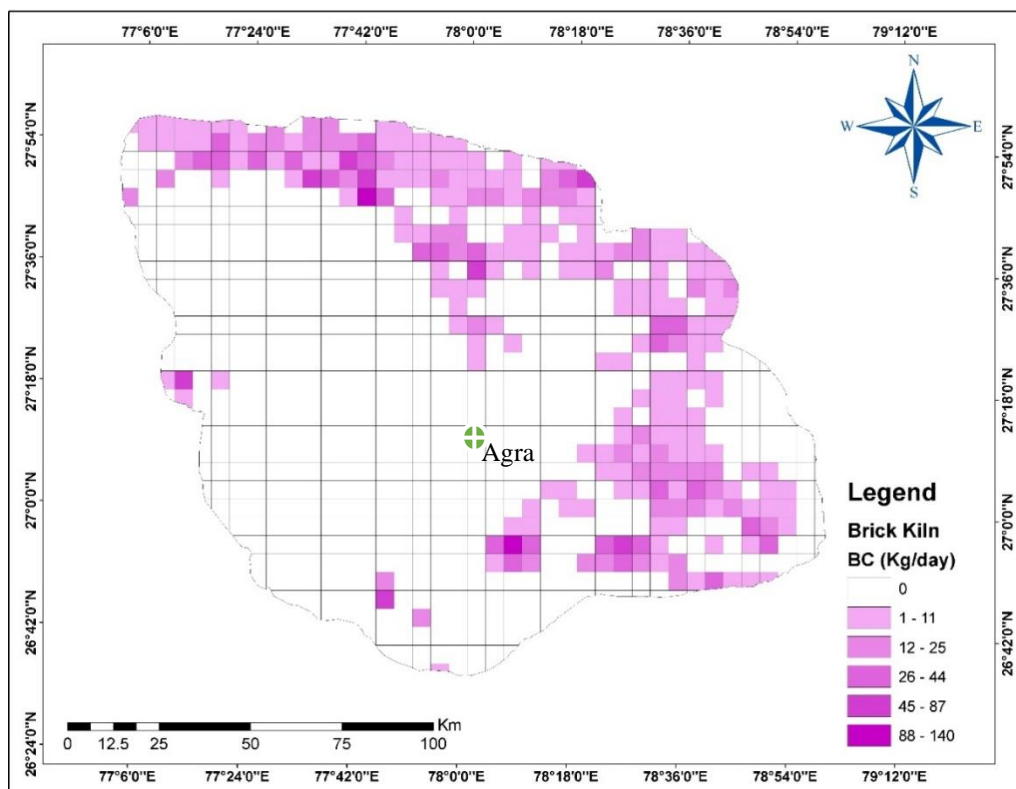 77°6'0"E 77°24'0"E 77°42'0"E 78°0'0"E 78°18'0"E 78°36'0"E 78°54'0"E 79°12'0"E
N
W E
S
27°54'0"N
27°36'0"N
27°18'0"N
27°0'0"N
26°42'0"N
26°24'0"N
27°54'0"N
27°36'0"N
27°18'0"N
27°0'0"N
26°42'0"N
Agra
Legend
Brick Kiln
BC (Kg/day)
0
1 - 11
12 - 25
26 - 44
45 - 87
88 - 140
Km
0 12.5 25 50 75 100
77°6'0"E 77°24'0"E 77°42'0"E 78°0'0"E 78°18'0"E 78°36'0"E 78°54'0"E 79°12'0"E